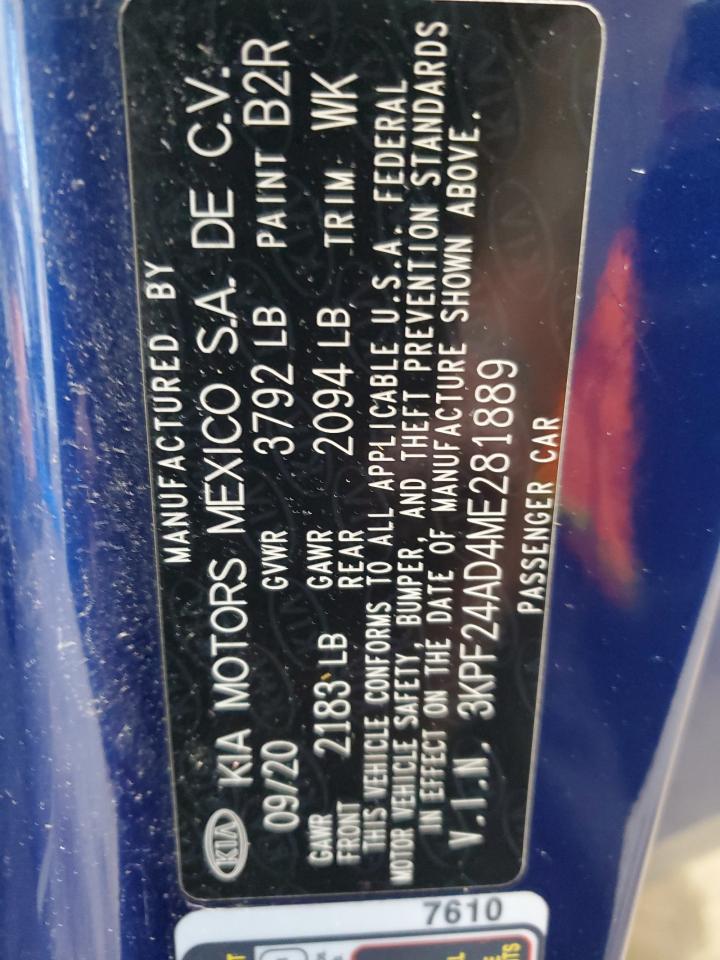 MANUFACTURED BY
KIA KIA MOTORS MEXICO S.A. DE C.V.
09/20 GVWR 3792 LB PAINT B2R
GAWR FRONT 2183 LB GAWR REAR 2094 LB TRIM WK
THIS VEHICLE CONFORMS TO ALL APPLICABLE U.S.A. FEDERAL
MOTOR VEHICLE SAFETY, BUMPER, AND THEFT PREVENTION STANDARDS
IN EFFECT ON THE DATE OF MANUFACTURE SHOWN ABOVE.
V.I.N. 3KPF24AD4ME281889
PASSENGER CAR
7610